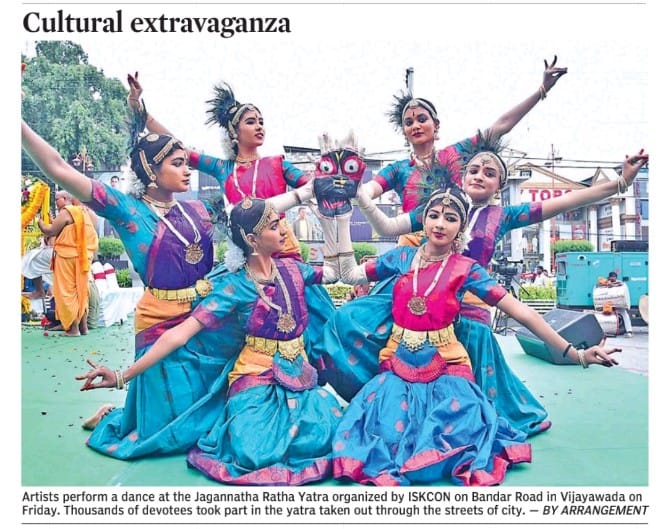 Cultural extravaganza
TOPS
Artists perform a dance at the Jagannatha Ratha Yatra organized by ISKCON on Bandar Road in Vijayawada on
Friday. Thousands of devotees took part in the yatra taken out through the streets of city. — BY ARRANGEMENT